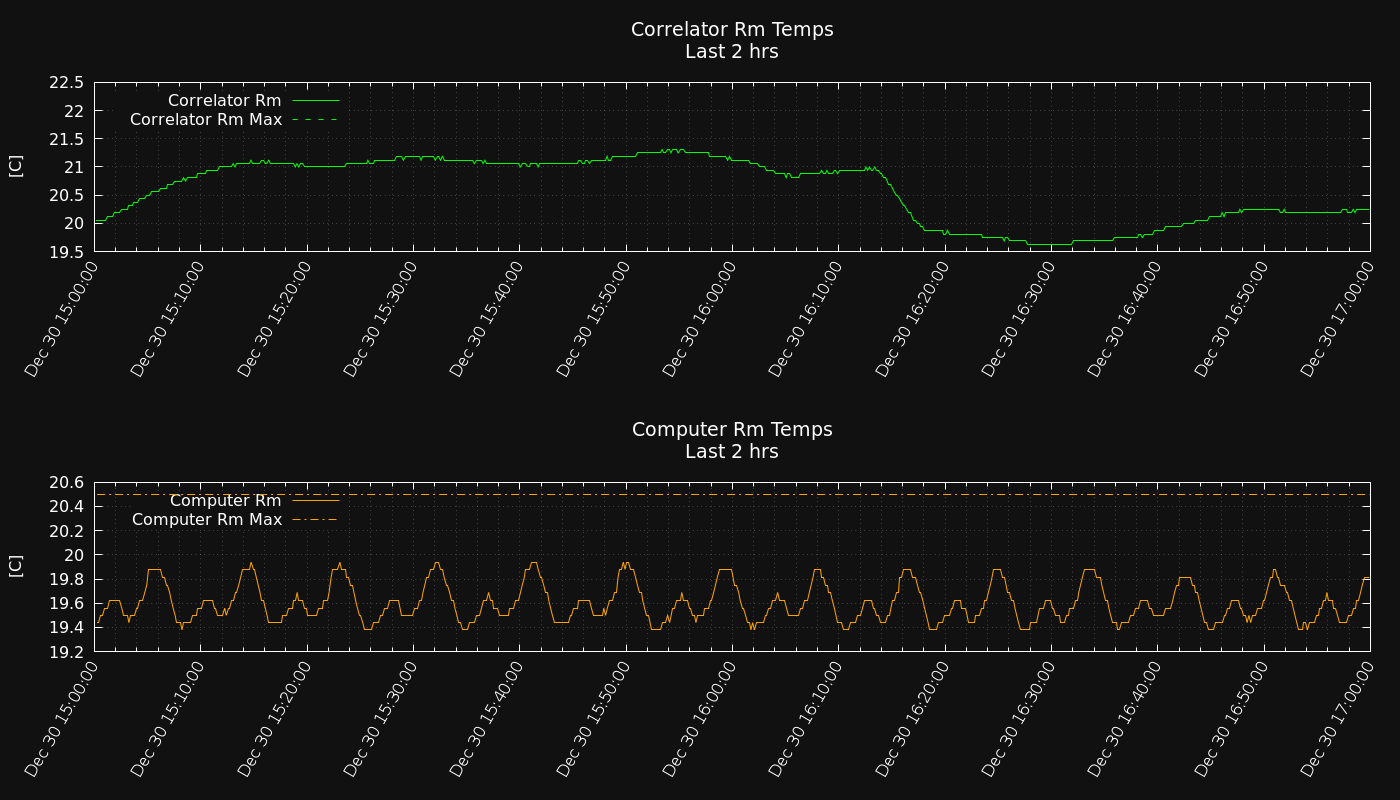 Correlator Rm Temps
Last 2 hrs
22.5
22
21.5
21
20.5
20
19.5
[C]
Correlator Rm
Correlator Rm Max
Dec 30 15:00:00
Dec 30 15:10:00
Dec 30 15:20:00
Dec 30 15:30:00
Dec 30 15:40:00
Dec 30 15:50:00
Dec 30 16:00:00
Dec 30 16:10:00
Dec 30 16:20:00
Dec 30 16:30:00
Dec 30 16:40:00
Dec 30 16:50:00
Dec 30 17:00:00
Computer Rm Temps
Last 2 hrs
20.6
20.4
20.2
20
19.8
19.6
19.4
19.2
[C]
Computer Rm
Computer Rm Max
Dec 30 15:00:00
Dec 30 15:10:00
Dec 30 15:20:00
Dec 30 15:30:00
Dec 30 15:40:00
Dec 30 15:50:00
Dec 30 16:00:00
Dec 30 16:10:00
Dec 30 16:20:00
Dec 30 16:30:00
Dec 30 16:40:00
Dec 30 16:50:00
Dec 30 17:00:00